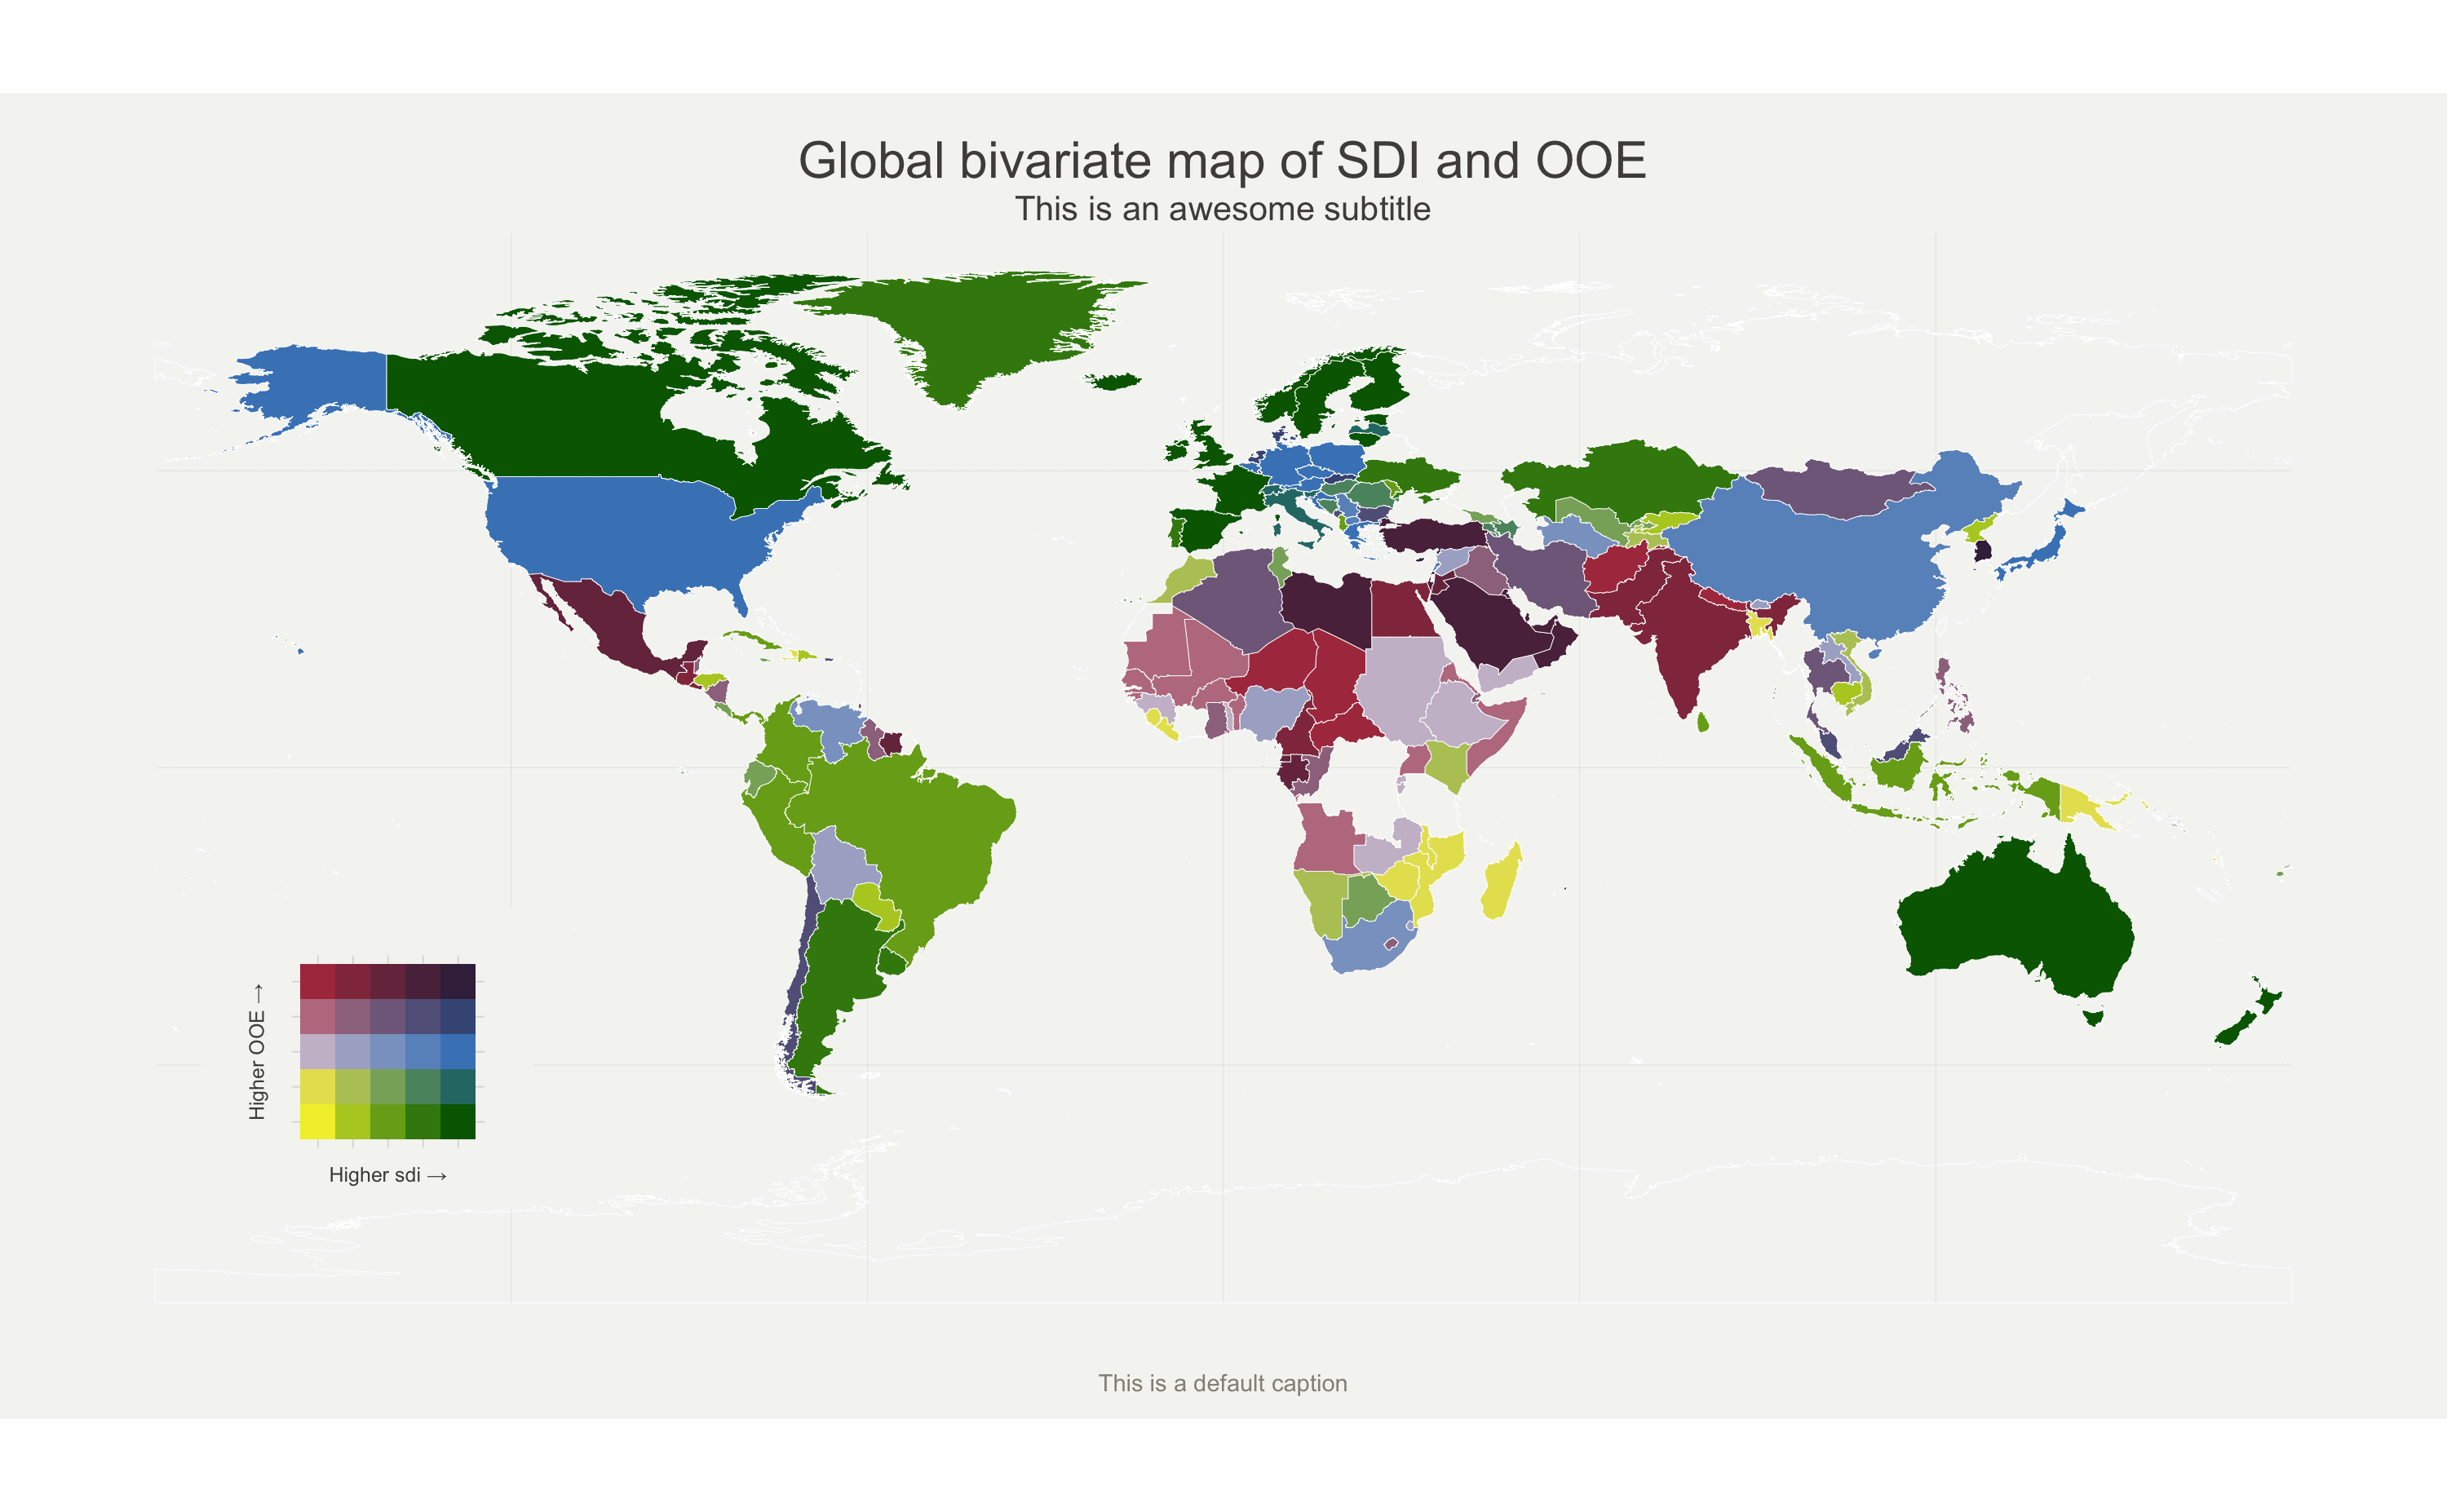 Global bivariate map of SDI and OOE
This is an awesome subtitle
Higher OOE →
Higher sdi →
This is a default caption